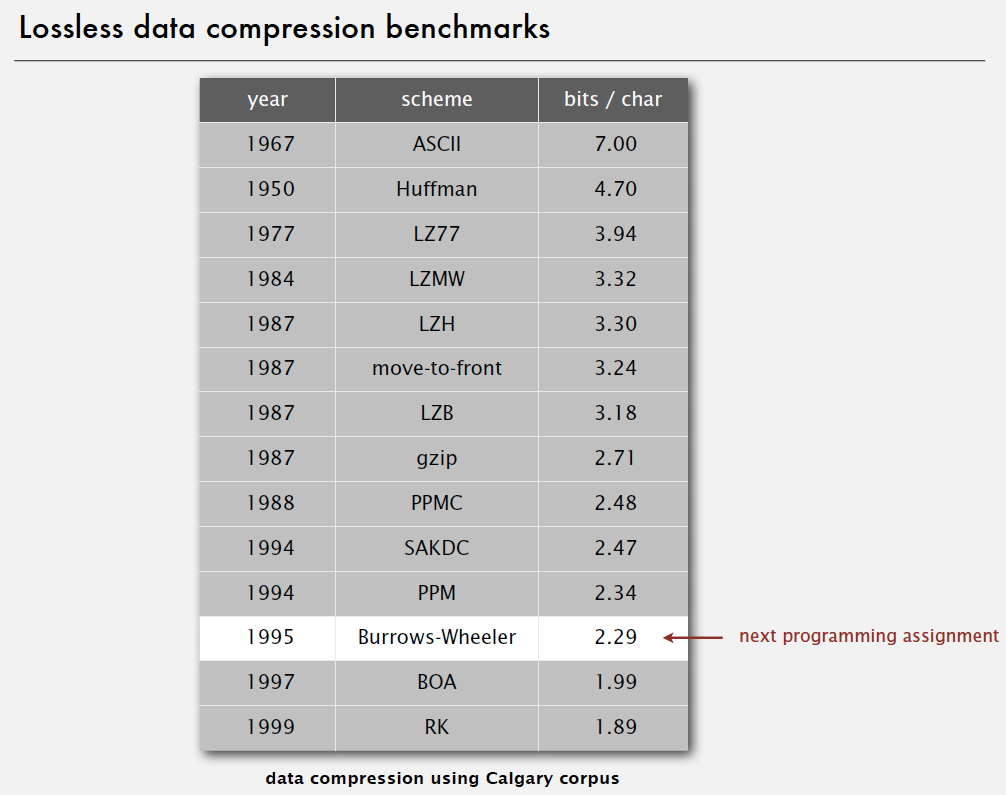 Lossless data compression benchmarks
year scheme bits / char
1967 ASCII 7.00
1950 Huffman 4.70
1977 LZ77 3.94
1984 LZMW 3.32
1987 LZH 3.30
1987 move-to-front 3.24
1987 LZB 3.18
1987 gzip 2.71
1988 PPMC 2.48
1994 SAKDC 2.47
1994 PPM 2.34
1995 Burrows-Wheeler 2.29 next programming assignment
1997 BOA 1.99
1999 RK 1.89
data compression using Calgary corpus